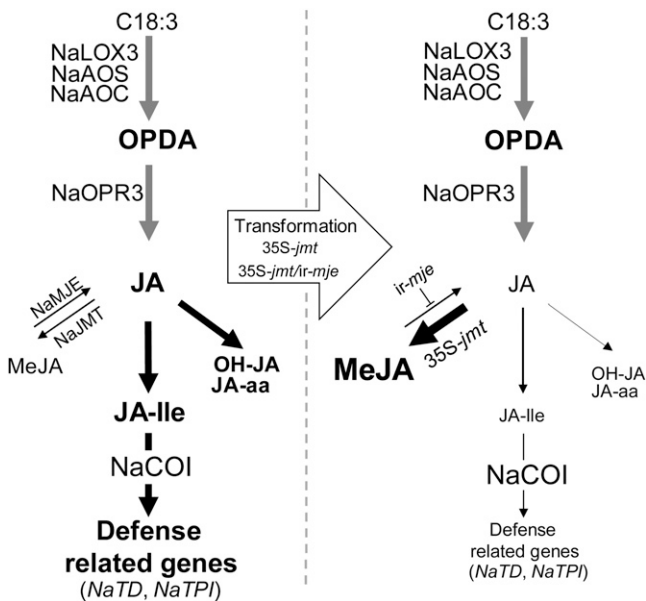 C18:3
NaLOX3
NaAOS
NaAOC
OPDA
NaOPR3
JA
NaMJE
NaJMT
MeJA
OH-JA
JA-aa
JA-Ile
NaCOI
Defense
related genes
(NaTD, NaTPI)
Transformation
35S-jmt
35S-jmt/ir-mje
C18:3
NaLOX3
NaAOS
NaAOC
OPDA
NaOPR3
JA
ir-mje
35S-jmt
MeJA
OH-JA
JA-aa
JA-Ile
NaCOI
Defense
related genes
(NaTD, NaTPI)